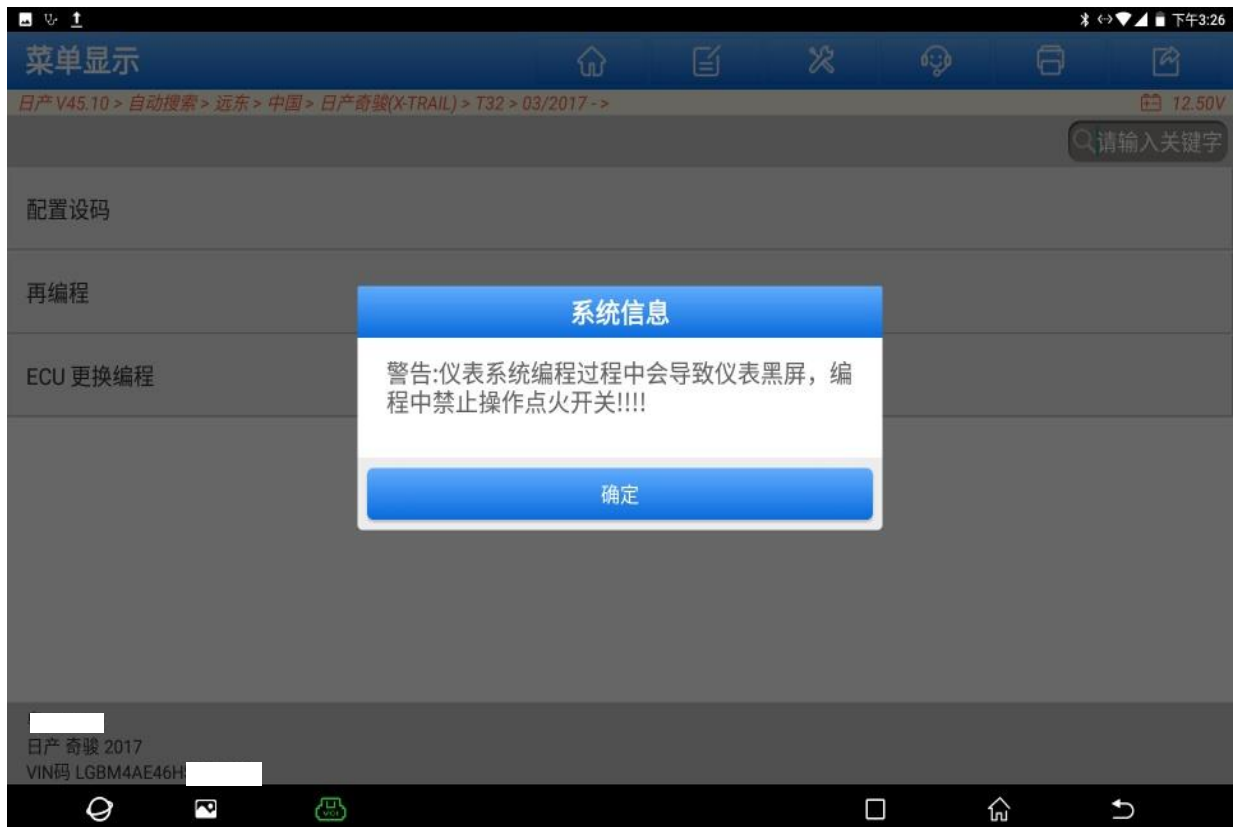 下午3:26
菜单显示
日产 V45.10 > 自动搜索 > 远东 > 中国 > 日产奇骏(X-TRAIL) > T32 > 03/2017 - >
12.50V
请输入关键字
配置设码
再编程
ECU 更换编程
系统信息
警告:仪表系统编程过程中会导致仪表黑屏，编
程中禁止操作点火开关!!!!
确定
日产 奇骏 2017
VIN码 LGBM4AE46H
VCI